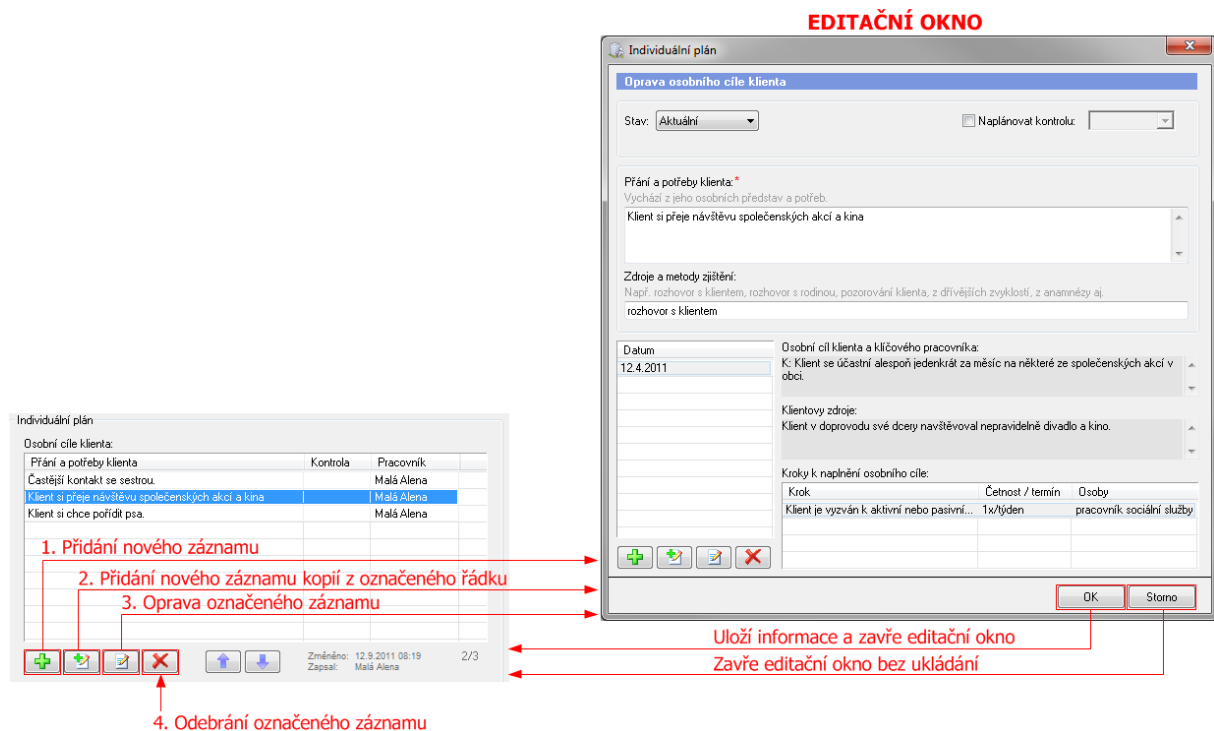 EDITAČNÍ OKNO
Individuální plán
Oprava osobního cíle klienta
Stav: Aktuální
Naplánovat kontrolu:
Přání a potřeby klienta:*
Vychází z jeho osobních představ a potřeb.
Klient si přeje návštěvu společenských akcí a kina
Zdroje a metody zjištění:
Např. rozhovor s klientem, rozhovor s rodinou, pozorování klienta, z dřívějších zvyklostí, z anamnézy aj.
rozhovor s klientem
Datum
12.4.2011
Osobní cíl klienta a klíčového pracovníka:
K: Klient se účastní alespoň jedenkrát za měsíc na některé ze společenských akcí v
obci.
Klientovy zdroje:
Klient v doprovodu své dcery navštěvoval nepravidelně divadlo a kino.
Kroky k naplnění osobního cíle:
Krok Četnost / termín Osoby
Klient je vyzván k aktivní nebo pasivní... 1x/týden pracovník sociální služby
OK Storno
Individuální plán
Osobní cíle klienta:
Přání a potřeby klienta Kontrola Pracovník
Častější kontakt se sestrou. Malá Alena
Klient si přeje návštěvu společenských akcí a kina Malá Alena
Klient si chce pořídit psa. Malá Alena
1. Přidání nového záznamu
2. Přidání nového záznamu kopií z označeného řádku
3. Oprava označeného záznamu
Změněno: 12.9.2011 08:19 2/3
Zapsal: Malá Alena
Uloží informace a zavře editační okno
Zavře editační okno bez ukládání
4. Odebrání označeného záznamu